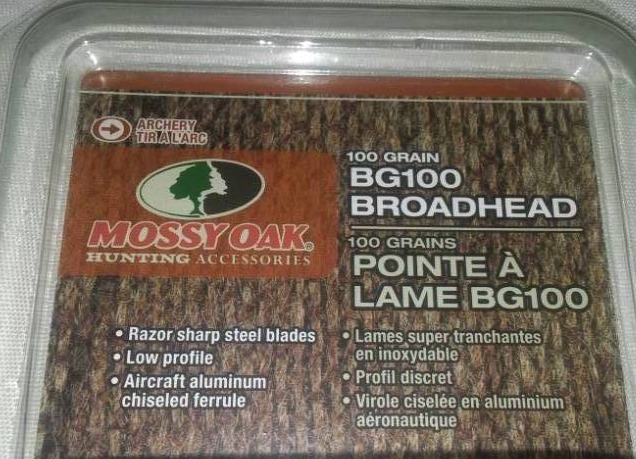 ARCHERY
TIR À L'ARC
MOSSY OAK®
HUNTING ACCESSORIES
100 GRAIN
BG100
BROADHEAD
100 GRAINS
POINTE À
LAME BG100
• Razor sharp steel blades
• Low profile
• Aircraft aluminum
chiseled ferrule
• Lames super tranchantes
en inoxydable
• Profil discret
• Virole ciselée en aluminium
aéronautique